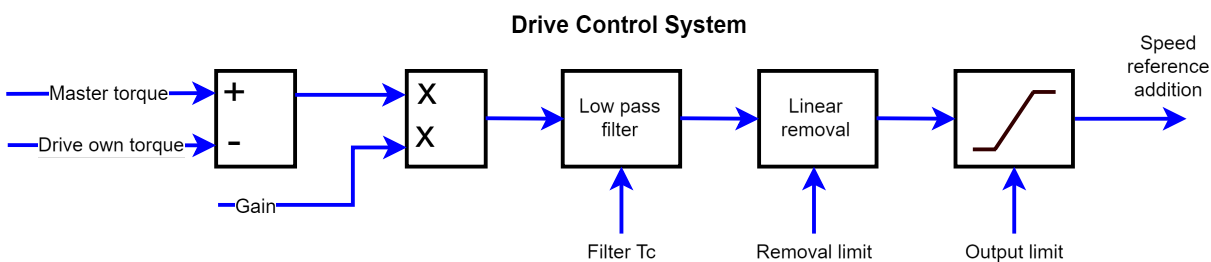 Drive Control System
Speed
reference
addition
Master torque
+
X
Low pass
filter
Linear
removal
Drive own torque
-
X
Gain
Filter Tc
Removal limit
Output limit